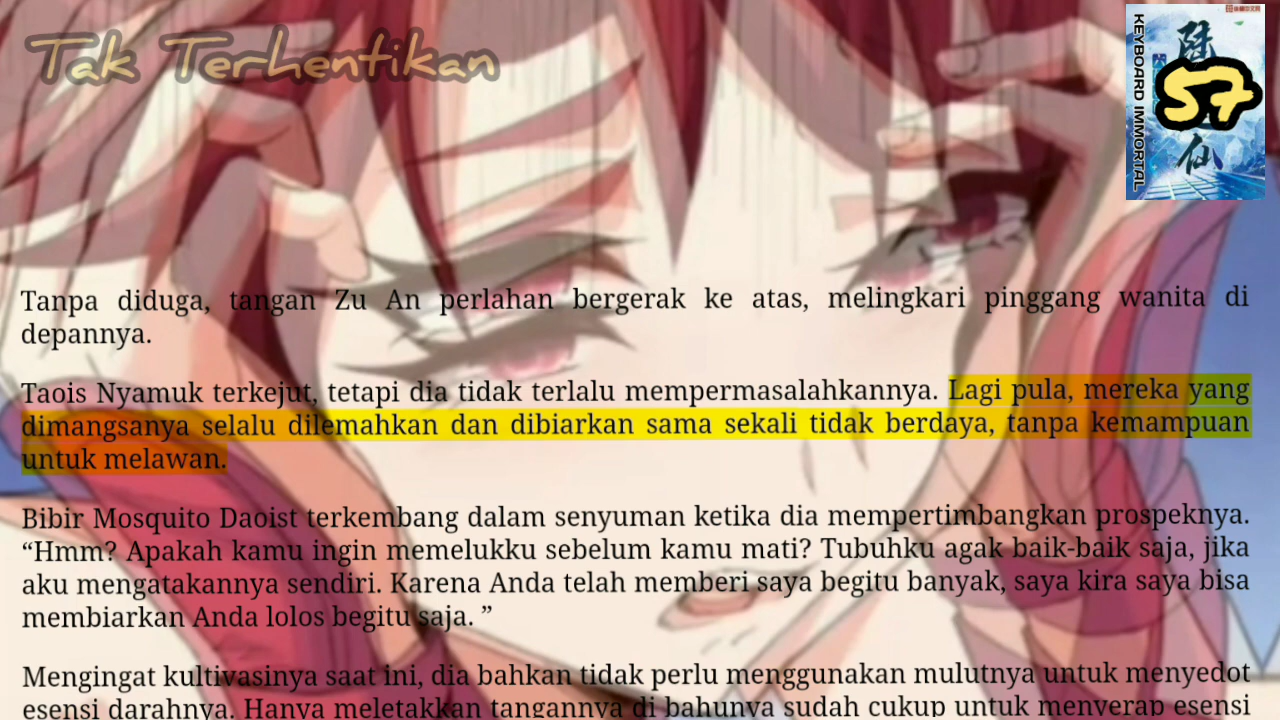 Tak Terhentikan
KEYBOARD IMMORTAL
57
仙
Tanpa diduga, tangan Zu An perlahan bergerak ke atas, melingkari pinggang wanita di
depannya.
Taois Nyamuk terkejut, tetapi dia tidak terlalu mempermasalahkannya. Lagi pula, mereka yang
dimangsanya selalu dilemahkan dan dibiarkan sama sekali tidak berdaya, tanpa kemampuan
untuk melawan.
Bibir Mosquito Daoist terkembang dalam senyuman ketika dia mempertimbangkan prospeknya.
“Hmm? Apakah kamu ingin memelukku sebelum kamu mati? Tubuhku agak baik-baik saja, jika
aku mengatakannya sendiri. Karena Anda telah memberi saya begitu banyak, saya kira saya bisa
membiarkan Anda lolos begitu saja. ”
Mengingat kultivasinya saat ini, dia bahkan tidak perlu menggunakan mulutnya untuk menyedot
esensi darahnya. Hanya meletakkan tangannya di bahunya sudah cukup untuk menyerap esensi